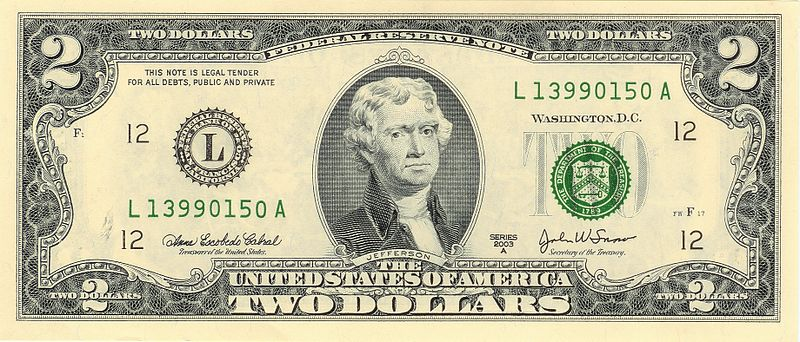 2
TWO DOLLARS
FEDERAL RESERVE NOTE
TWO DOLLARS
2
THIS NOTE IS LEGAL TENDER
FOR ALL DEBTS, PUBLIC AND PRIVATE
L 13990150 A
WASHINGTON, D.C.
F
12
L
12
TWO
THE DEPARTMENT OF THE TREASURY
1789
L 13990150 A
FW F 17
12
Anna Escobedo Cabral
Treasurer of the United States.
SERIES
2003
A
John W. Snow
Secretary of the Treasury.
12
JEFFERSON
THE
UNITED STATES OF AMERICA
TWO DOLLARS
TWO DOLLARS
2
TWO DOLLARS
2